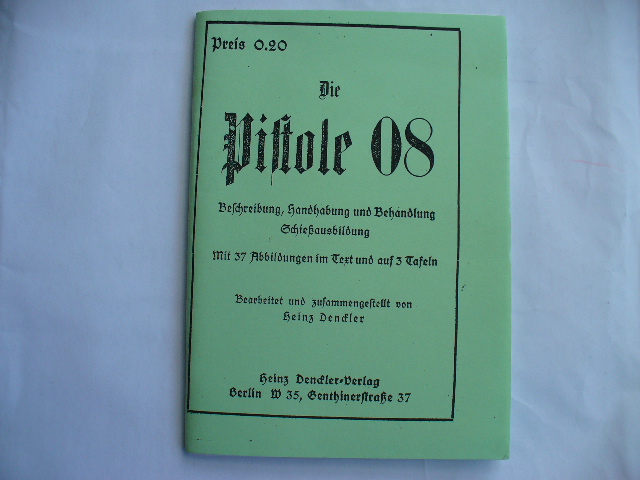 Preis 0.20
Die
Piſtole 08
Beſchreibung, Handhabung und Behandlung
Schießausbildung
Mit 37 Abbildungen im Text und auf 3 Tafeln
Bearbeitet und zuſammengeſtellt von
Heinz Denckler
Heinz Denckler-Verlag
Berlin W 35, Genthinerſtraße 37